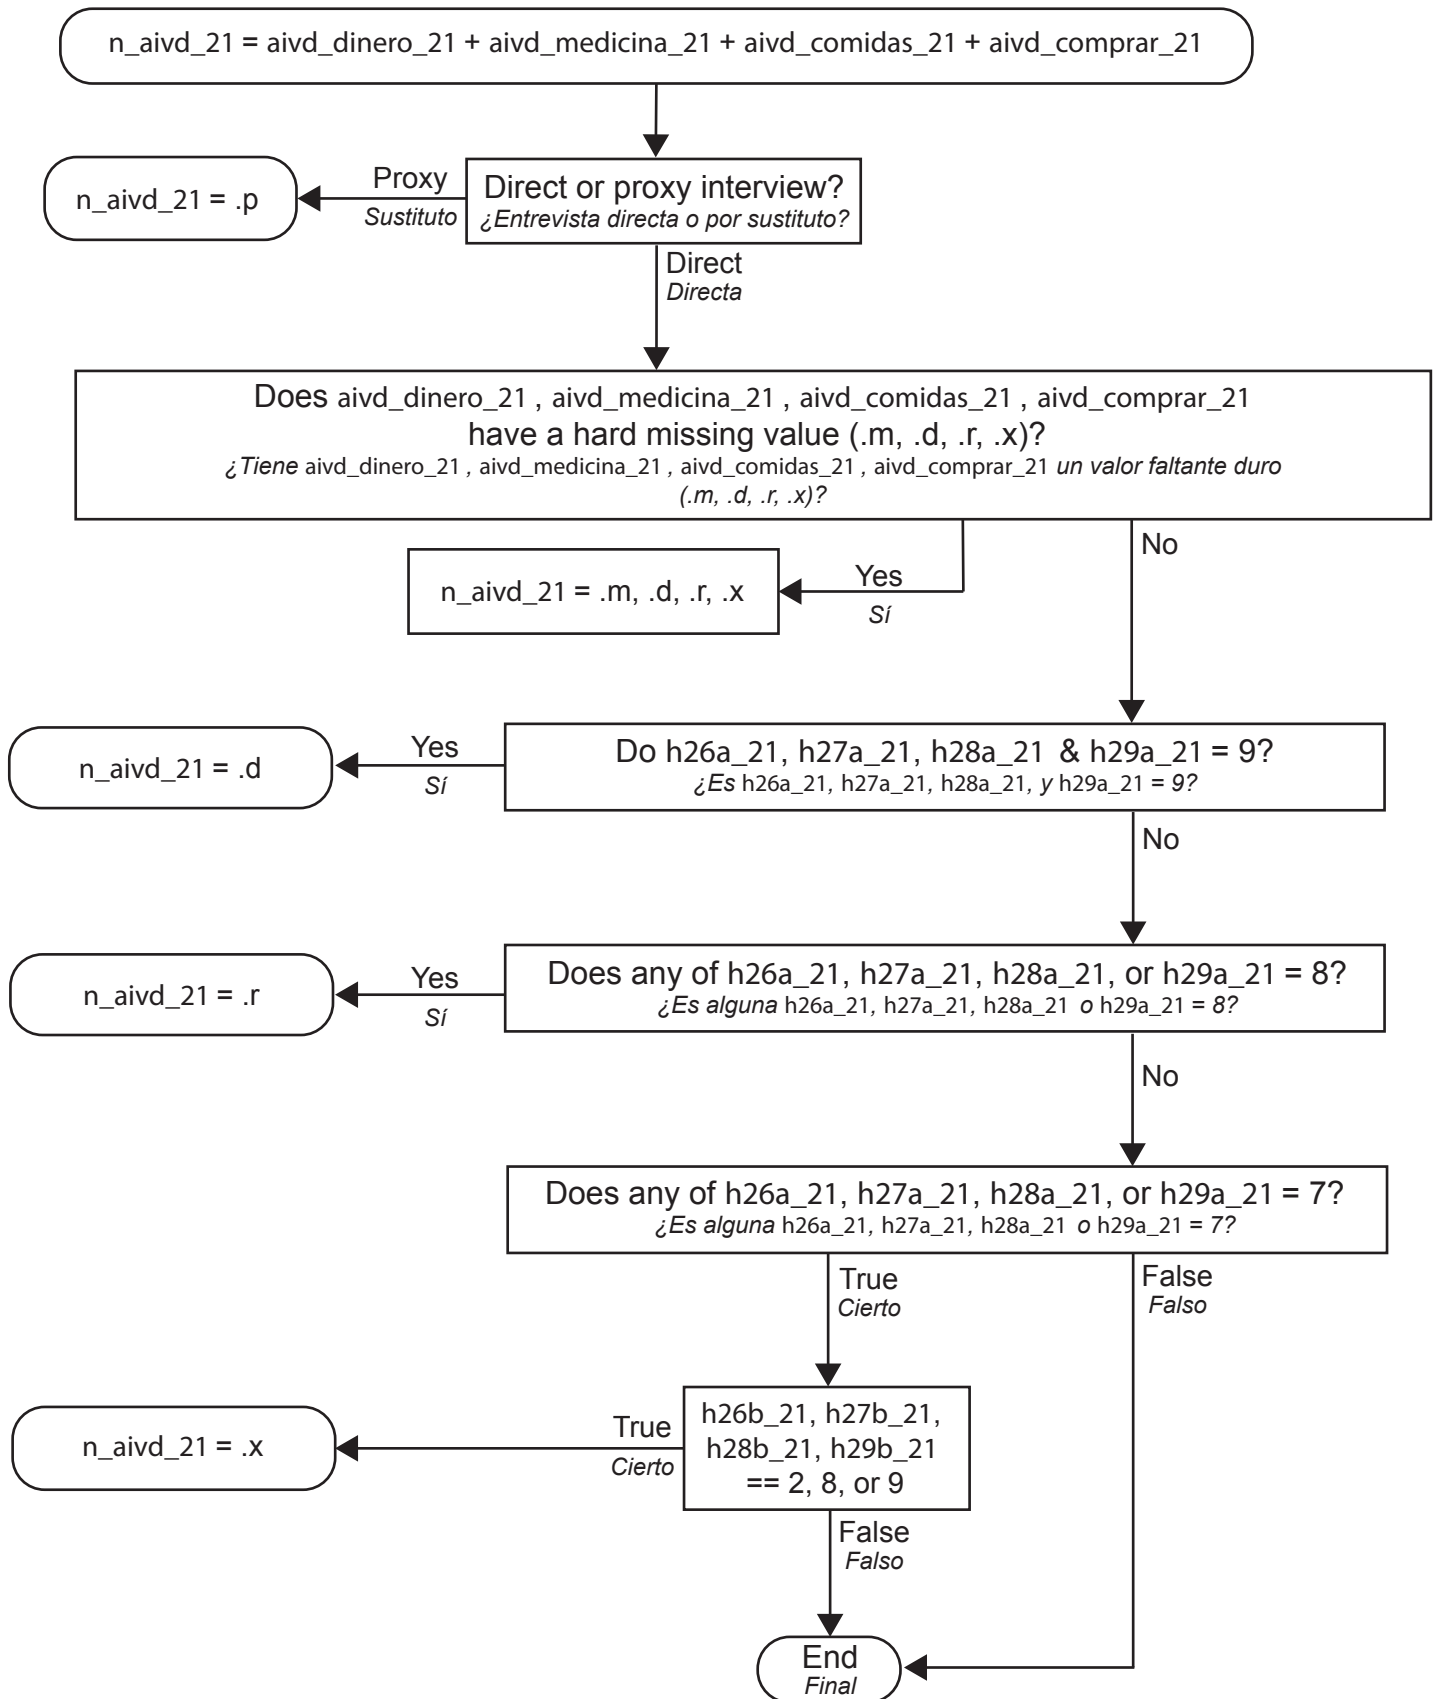 n_aivd_21 = aivd_dinero_21 + aivd_medicina_21 + aivd_comidas_21 + aivd_comprar_21
n_aivd_21 = .p
Proxy
Sustituto
Direct or proxy interview?
¿Entrevista directa o por sustituto?
Direct
Directa
Does aivd_dinero_21 , aivd_medicina_21 , aivd_comidas_21 , aivd_comprar_21
have a hard missing value (.m, .d, .r, .x)?
¿Tiene aivd_dinero_21 , aivd_medicina_21 , aivd_comidas_21 , aivd_comprar_21 un valor faltante duro
(.m, .d, .r, .x)?
No
n_aivd_21 = .m, .d, .r, .x
Yes
Sí
n_aivd_21 = .d
Yes
Sí
Do h26a_21, h27a_21, h28a_21 & h29a_21 = 9?
¿Es h26a_21, h27a_21, h28a_21, y h29a_21 = 9?
No
n_aivd_21 = .r
Yes
Sí
Does any of h26a_21, h27a_21, h28a_21, or h29a_21 = 8?
¿Es alguna h26a_21, h27a_21, h28a_21 o h29a_21 = 8?
No
Does any of h26a_21, h27a_21, h28a_21, or h29a_21 = 7?
¿Es alguna h26a_21, h27a_21, h28a_21 o h29a_21 = 7?
True
Cierto
False
Falso
n_aivd_21 = .x
True
Cierto
h26b_21, h27b_21,
h28b_21, h29b_21
== 2, 8, or 9
False
Falso
End
Final